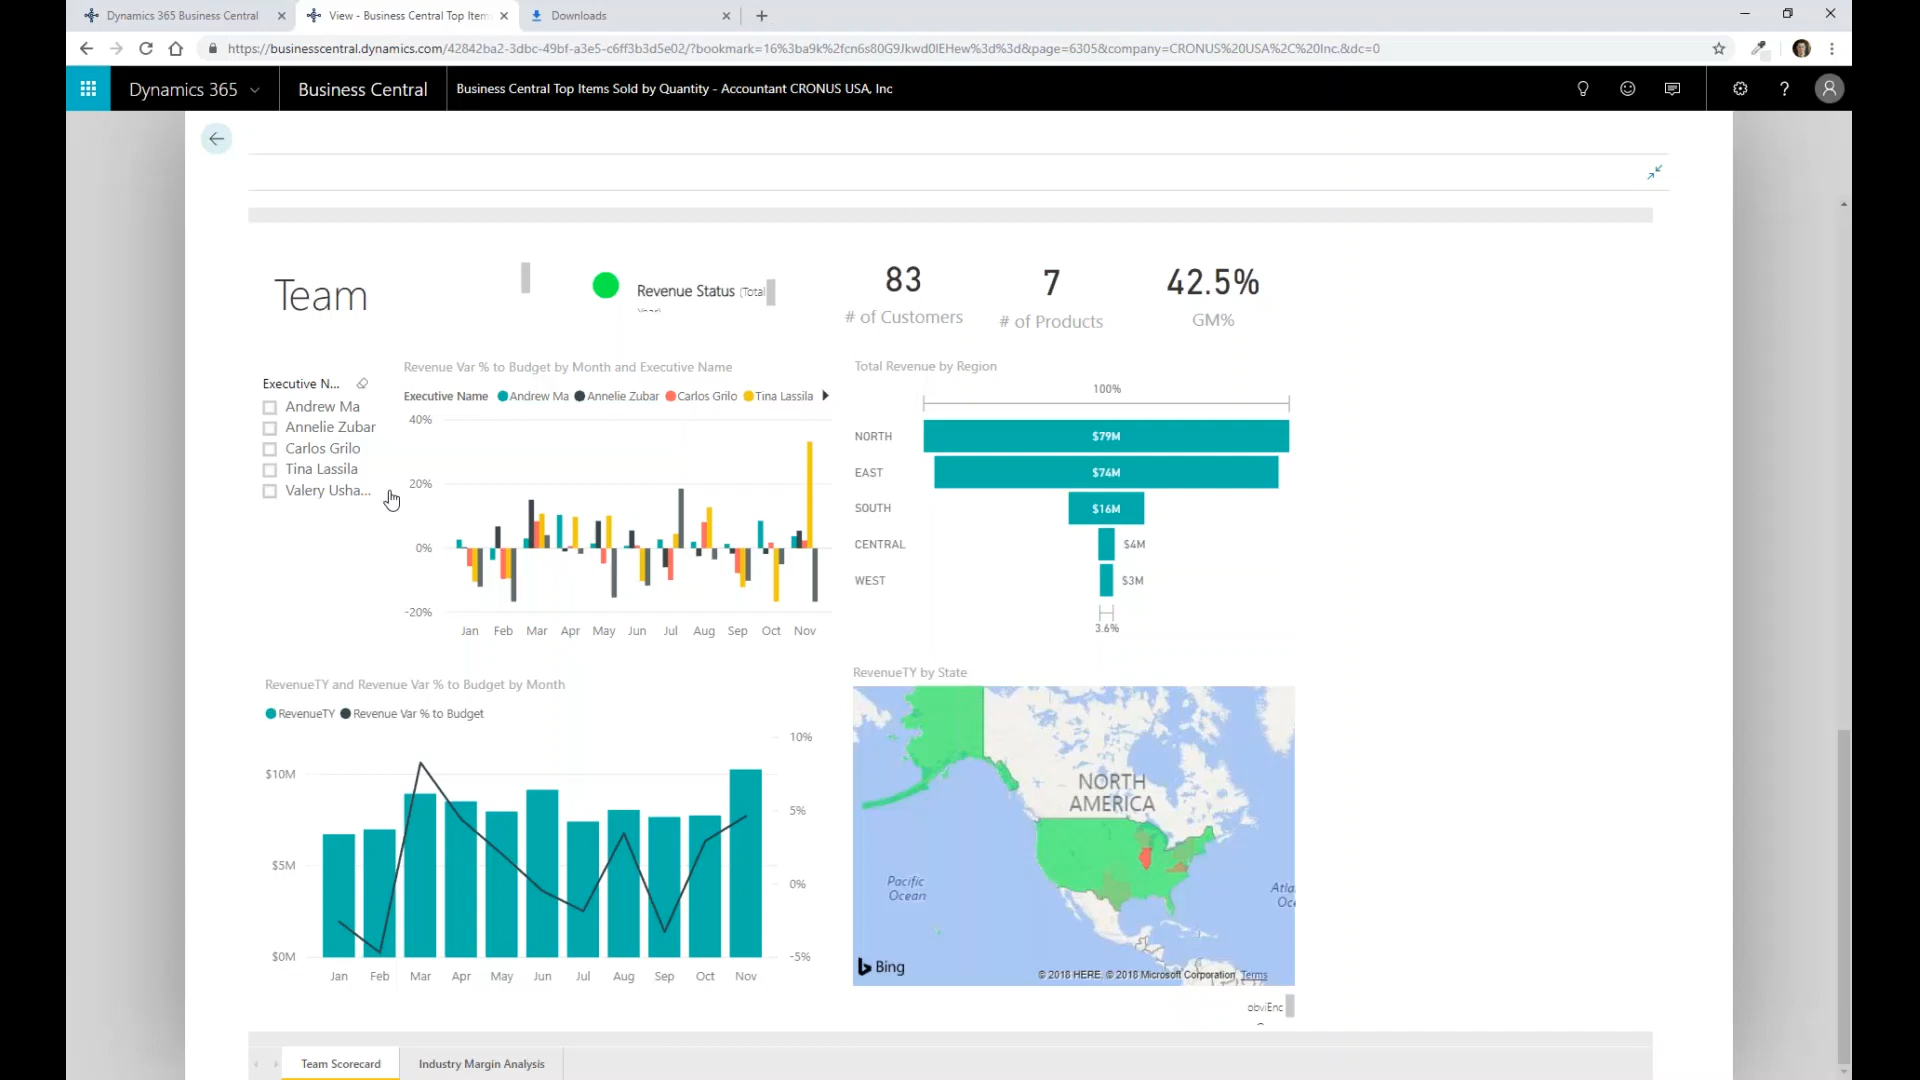 Dynamics 365 Business Central
View - Business Central Top Item
Downloads
https://businesscentral.dynamics.com/42842ba2-3dbc-49bf-a3e5-c6ff3b3d5e02/?bookmark=16%3ba9k%2fcn6s80G9Jkwd0lEHew%3d%3d&page=6305&company=CRONUS%20USA%2C%20Inc.&dc=0
Dynamics 365
Business Central
Business Central Top Items Sold by Quantity - Accountant CRONUS USA, Inc
Team
Revenue Status (Total
83
# of Customers
7
# of Products
42.5%
GM%
Executive N...
Andrew Ma
Annelie Zubar
Carlos Grilo
Tina Lassila
Valery Usha...
Revenue Var % to Budget by Month and Executive Name
Executive Name Andrew Ma Annelie Zubar Carlos Grilo Tina Lassila
40%
20%
0%
-20%
Jan Feb Mar Apr May Jun Jul Aug Sep Oct Nov
Total Revenue by Region
100%
NORTH $79M
EAST $74M
SOUTH $16M
CENTRAL $4M
WEST $3M
3.6%
RevenueTY and Revenue Var % to Budget by Month
RevenueTY Revenue Var % to Budget
10%
$10M
5%
$5M
0%
$0M
-5%
Jan Feb Mar Apr May Jun Jul Aug Sep Oct Nov
RevenueTY by State
NORTH
AMERICA
Pacific
Ocean
Atla
Oc
Bing
© 2018 HERE, © 2018 Microsoft Corporation Terms
obviEnc
Team Scorecard
Industry Margin Analysis